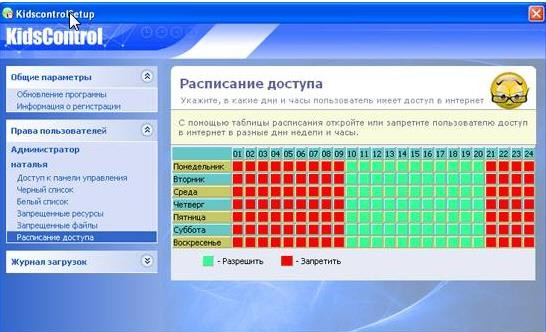 KidscontrolSetup
KidsControl
Общие параметры
Обновление программы
Информация о регистрации
Права пользователей
Администратор
наталья
Доступ к панели управления
Черный список
Белый список
Запрещенные ресурсы
Запрещенные файлы
Расписание доступа
Журнал загрузок
Расписание доступа
Укажите, в какие дни и часы пользователь имеет доступ в интернет
С помощью таблицы расписания откройте или запретите пользователю доступ
в интернет в разные дни недели и часы.
01 02 03 04 05 06 07 08 09 10 11 12 13 14 15 16 17 18 19 20 21 22 23 24
Понедельник
Вторник
Среда
Четверг
Пятница
Суббота
Воскресенье
- Разрешить - Запретить